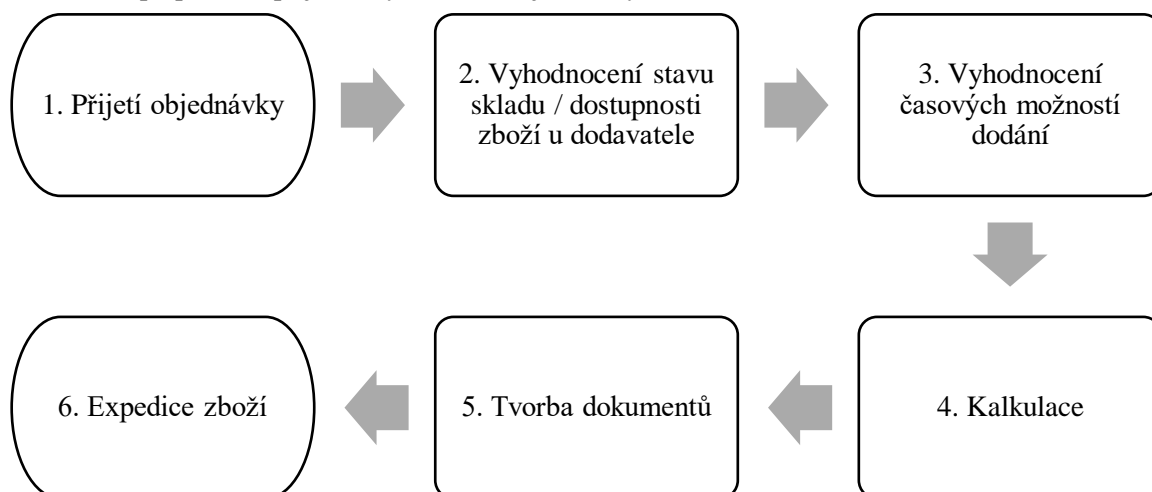 1. Přijetí objednávky
2. Vyhodnocení stavu
skladu / dostupnosti
zboží u dodavatele
3. Vyhodnocení
časových možností
dodání
4. Kalkulace
5. Tvorba dokumentů
6. Expedice zboží